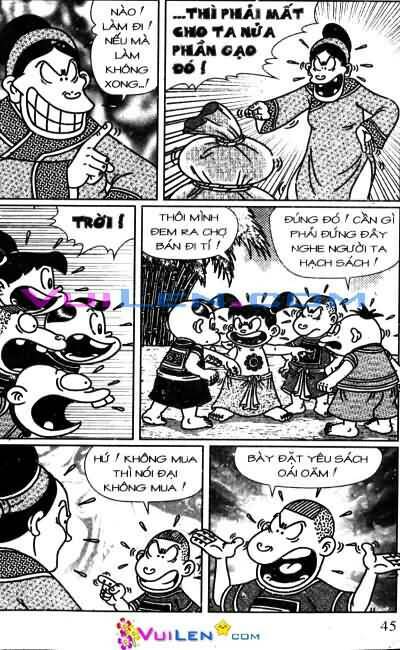 NÀO !
LÀM ĐI !
NẾU MÀ
LÀM
KHÔNG
XONG...!
...THÌ PHẢI MẤT
CHO TA NỬA
PHẦN GẠO
ĐÓ !
TRỜI !
THÔI MÌNH
ĐEM RA CHỢ
BÁN ĐI TÍ !
ĐÚNG ĐÓ ! CẦN GÌ
PHẢI ĐỨNG ĐÂY
NGHE NGƯỜI TA
HẠCH SÁCH !
VUILEN.COM
HỨ ! KHÔNG MUA
THÌ NÓI ĐẠI
KHÔNG MUA !
BÀY ĐẶT YÊU SÁCH
OÁI OĂM !
45
VUILEN.COM